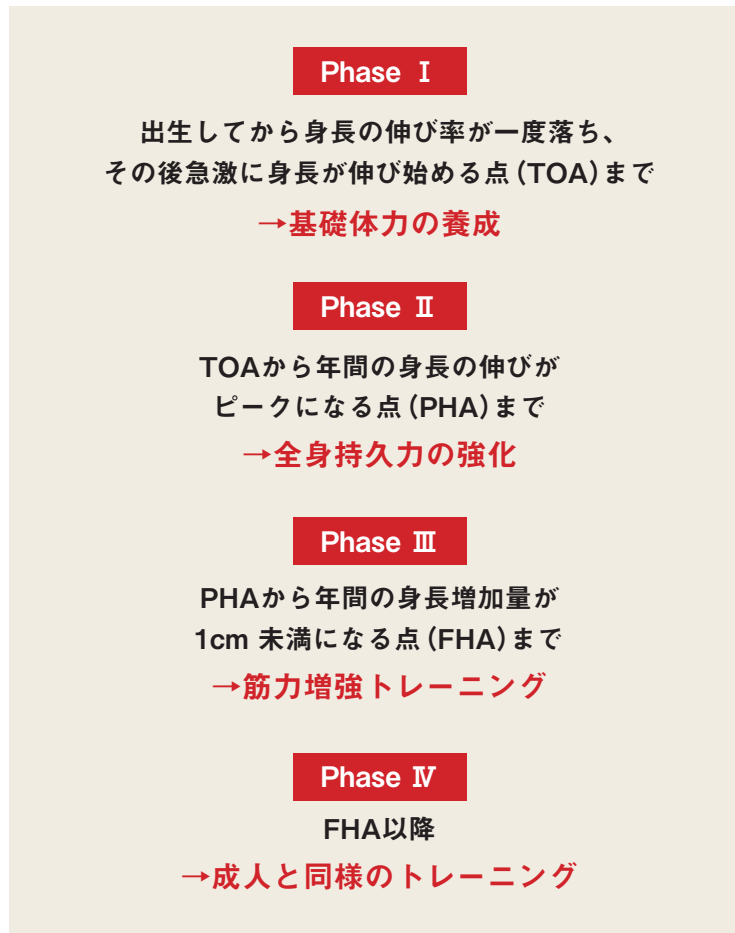 Phase Ⅰ
出生してから身長の伸び率が一度落ち、
その後急激に身長が伸び始める点(TOA)まで
→基礎体力の養成
Phase Ⅱ
TOAから年間の身長の伸びが
ピークになる点(PHA)まで
→全身持久力の強化
Phase Ⅲ
PHAから年間の身長増加量が
1cm 未満になる点(FHA)まで
→筋力増強トレーニング
Phase Ⅳ
FHA以降
→成人と同様のトレーニング